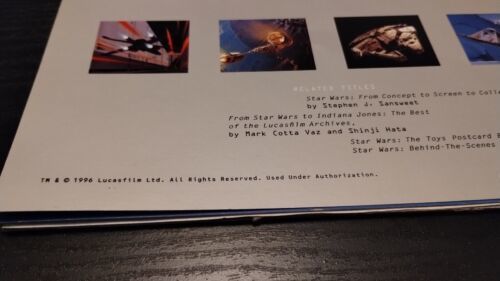 RELATED TITLES
Star Wars: From Concept to Screen to
by Stephen J. Sansweet
From Star Wars to Indiana Jones: The Best
of the Lucasfilm Archives,
by Mark Cotta Vaz and Shinji Hata
Star Wars: The Toys Postcard
Star Wars: Behind-The-Scenes
TM & © 1996 Lucasfilm Ltd. All Rights Reserved. Used Under Authorization.